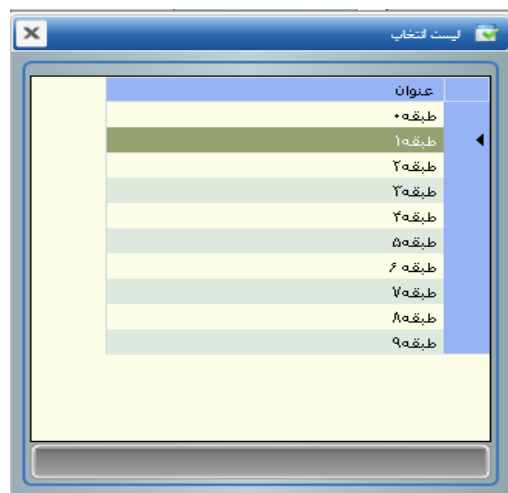 لیست انتخاب
عنوان
طبقه۰
طبقه۱
طبقه۲
طبقه۳
طبقه۴
طبقه۵
طبقه ۶
طبقه۷
طبقه۸
طبقه۹